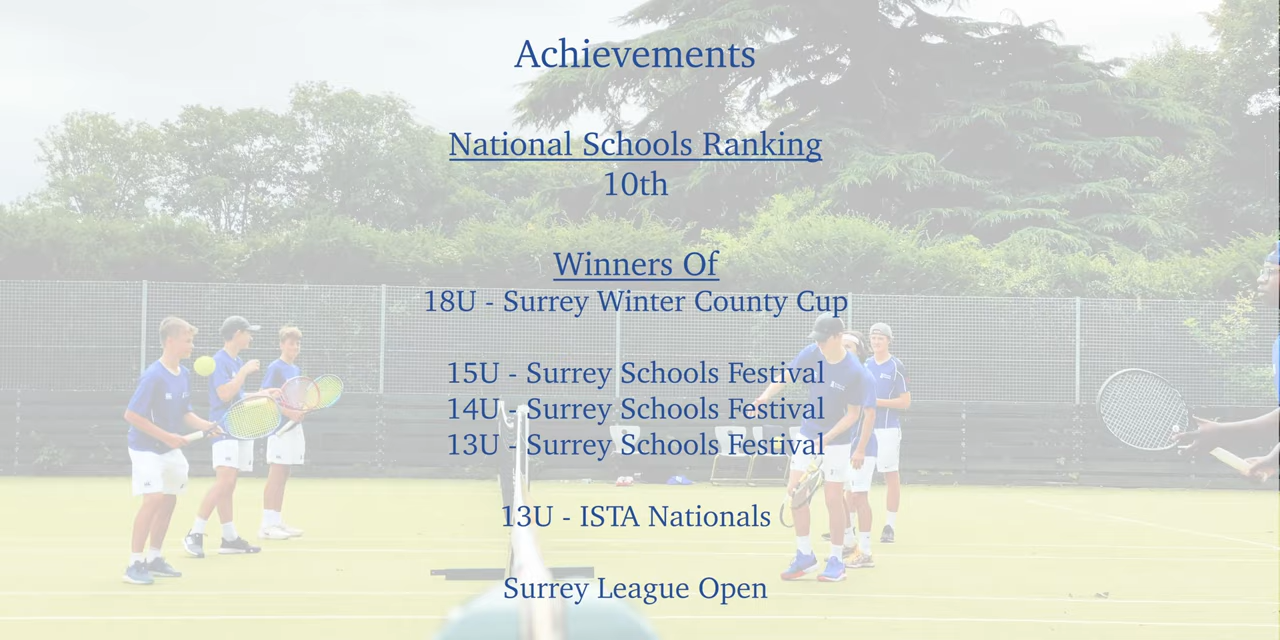 Achievements
National Schools Ranking
10th
Winners Of
18U - Surrey Winter County Cup
15U - Surrey Schools Festival
14U - Surrey Schools Festival
13U - Surrey Schools Festival
13U - ISTA Nationals
Surrey League Open